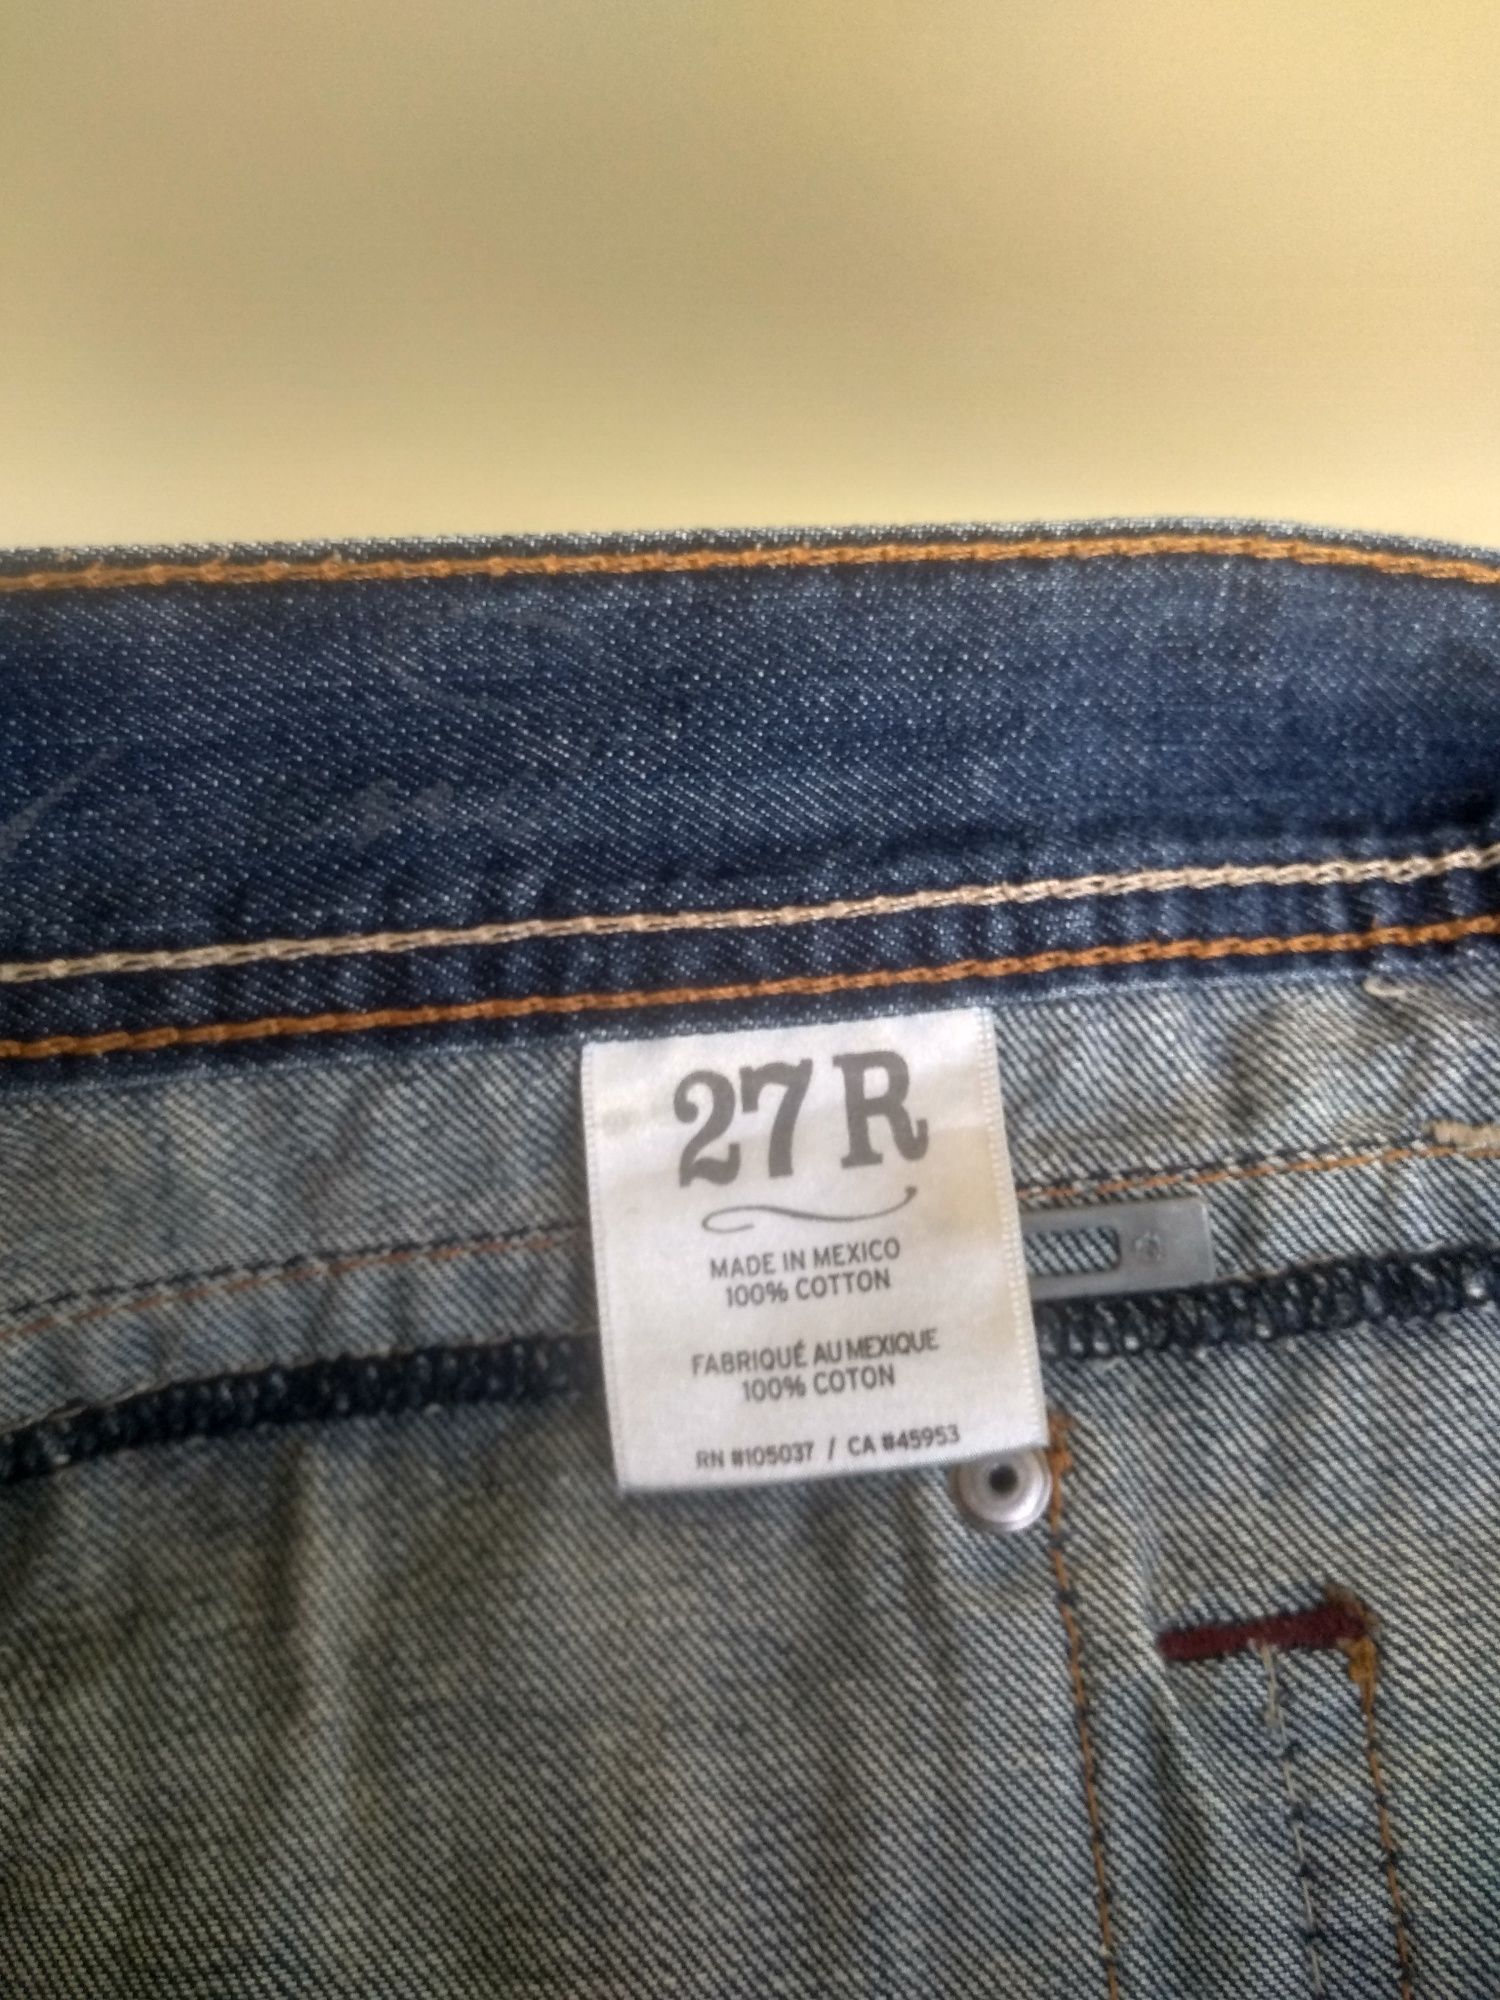 27 R
MADE IN MEXICO
100% COTTON
FABRIQUÉ AU MEXIQUE
100% COTON
RN #105037 / CA #45953